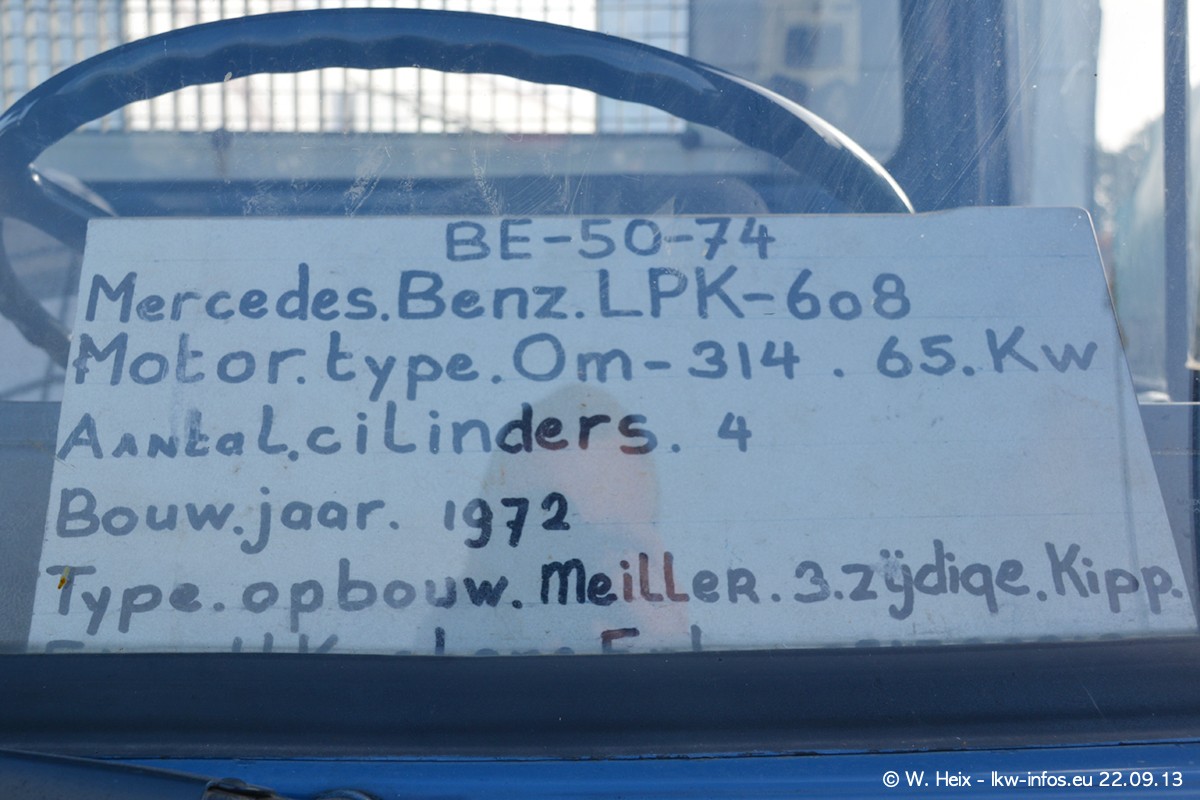 BE-50-74
Mercedes.Benz.LPK-608
Motor.type.Om-314.65.Kw
Aantal.cilinders.4
Bouw.jaar.1972
Type.opbouw.Meiller.3.zijdige.Kipp.
© W. Heix - lkw-infos.eu 22.09.13